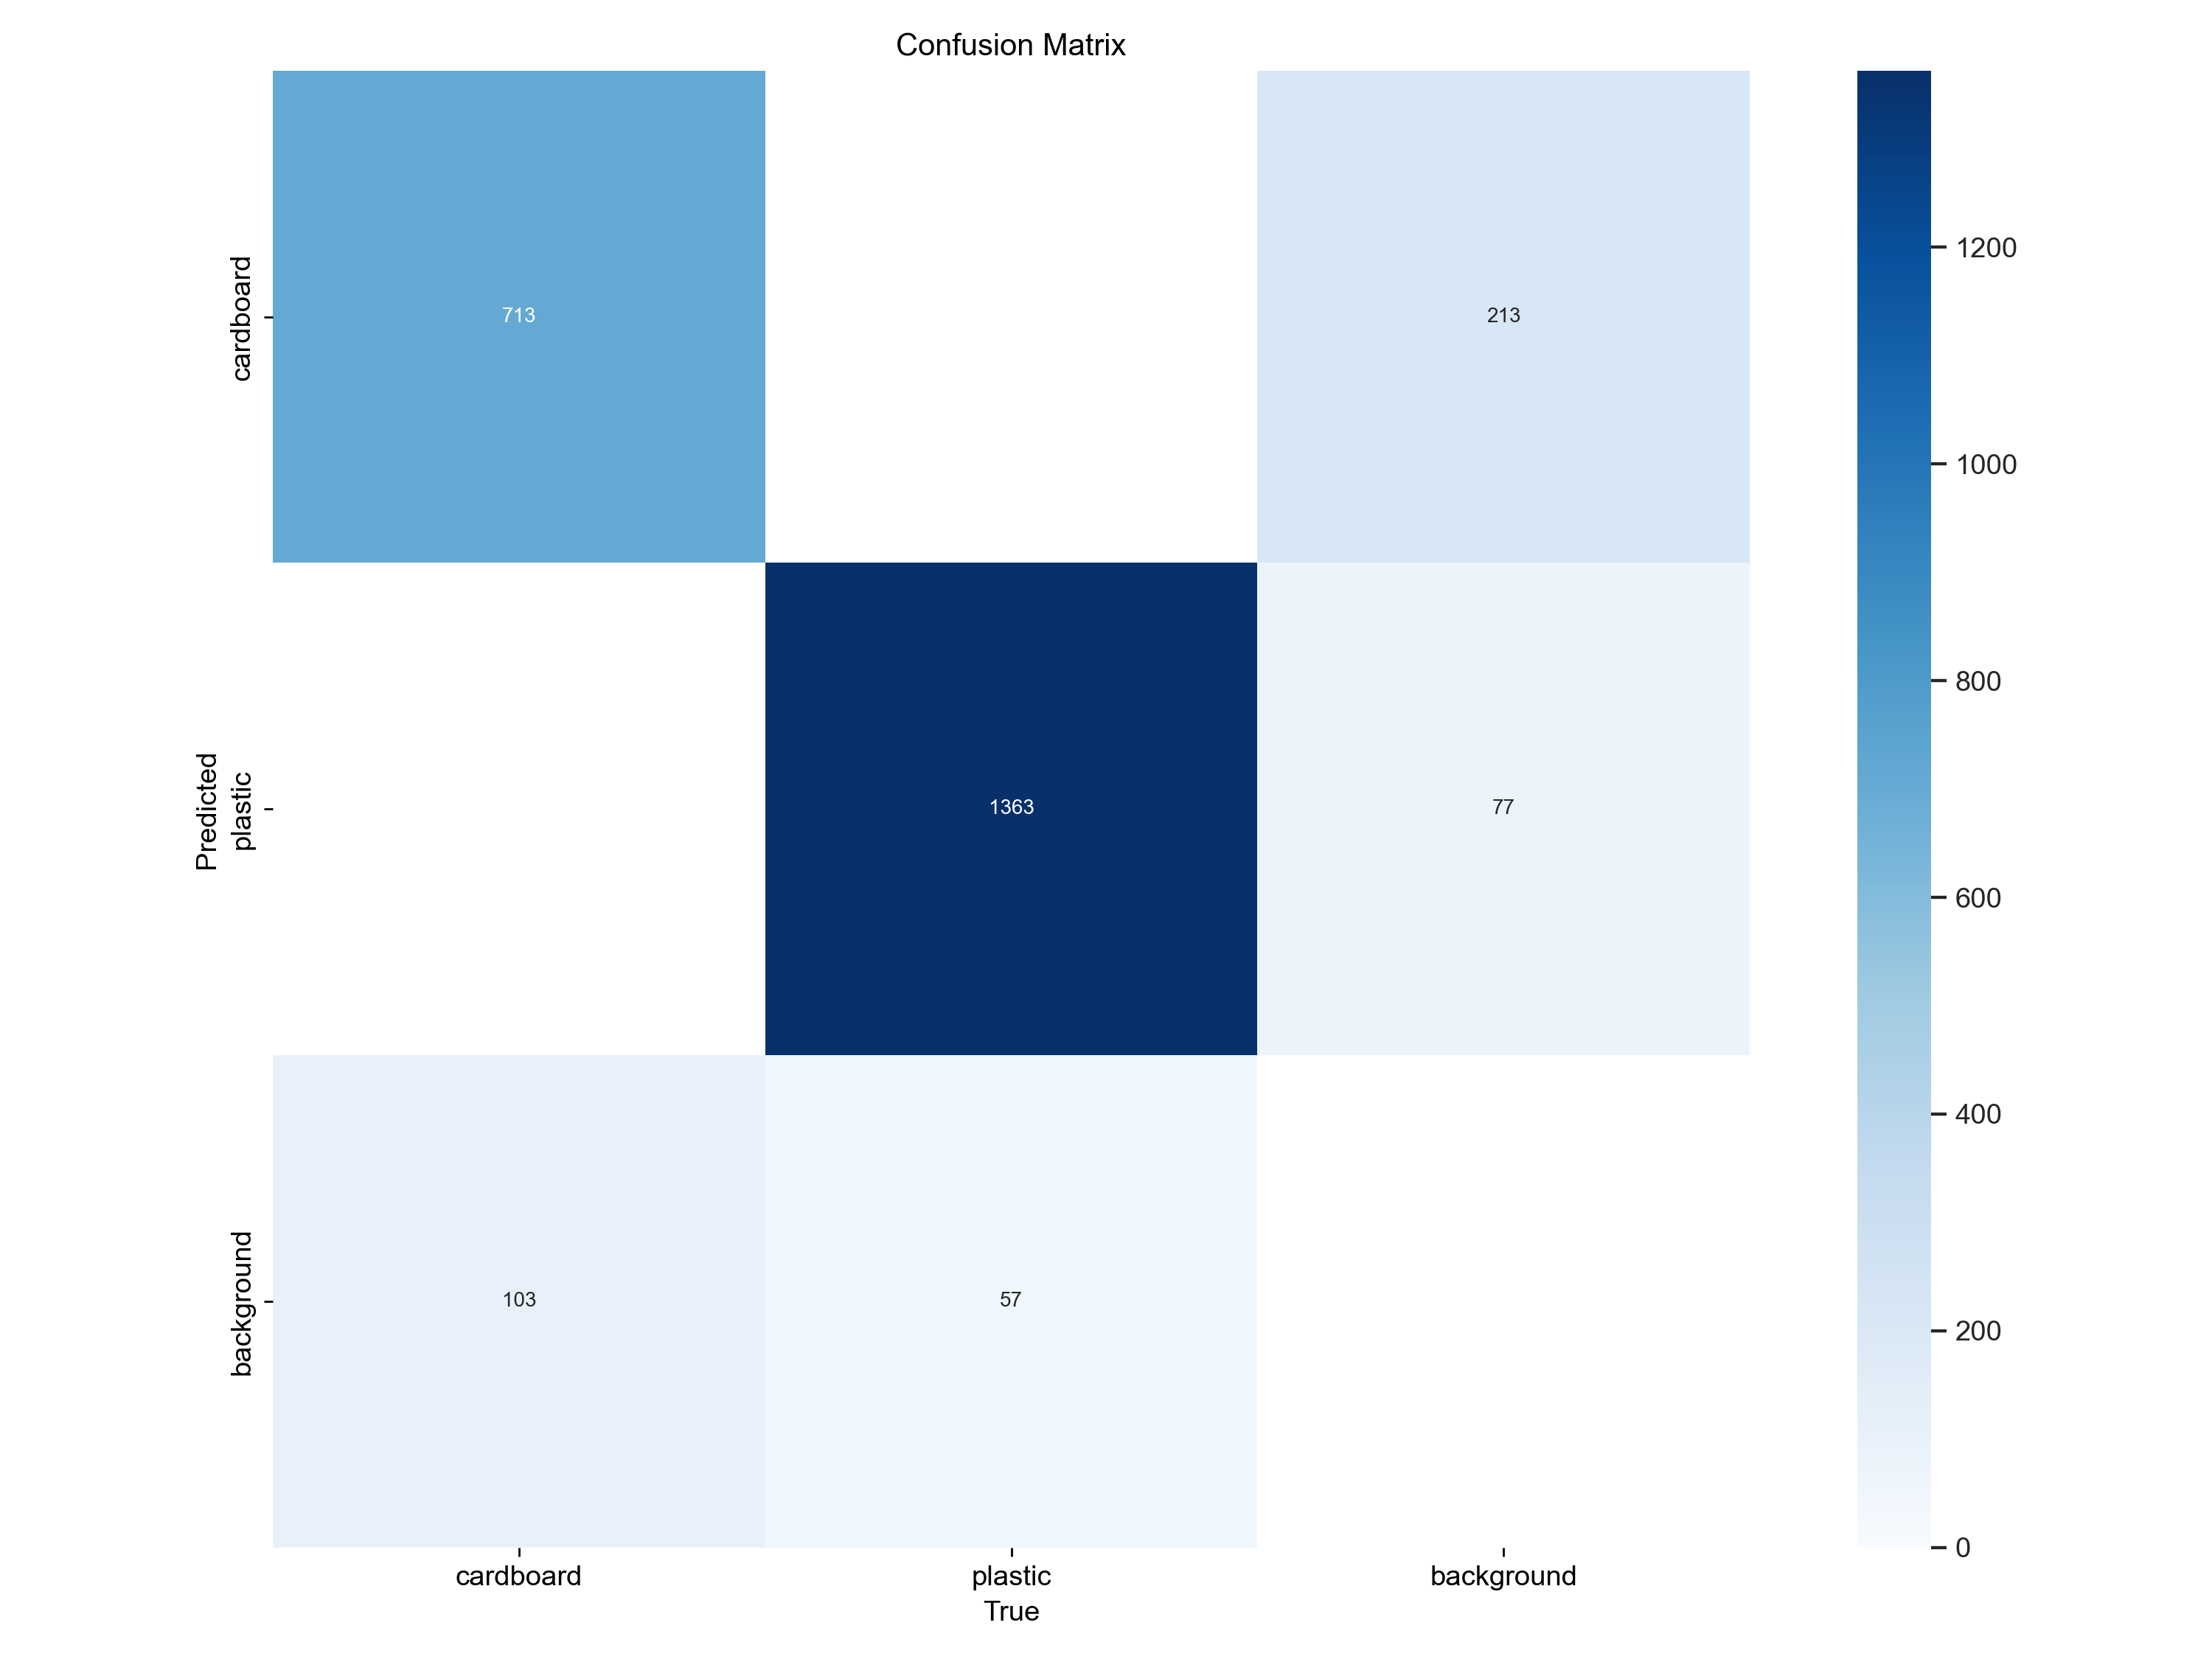 Confusion Matrix
cardboard
713
213
1200
1000
800
Predicted
plastic
1363
77
600
400
background
103
57
200
0
cardboard
plastic
background
True